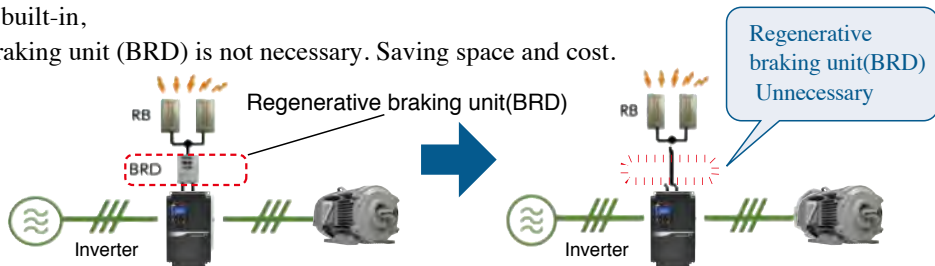 built-in,
raking unit (BRD) is not necessary. Saving space and cost.
RB
Regenerative braking unit(BRD)
BRD
Inverter
Regenerative
braking unit(BRD)
Unnecessary
RB
Inverter